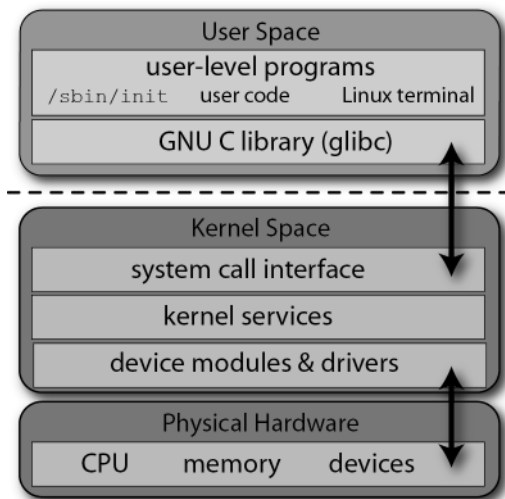 User Space
user-level programs
/sbin/init user code Linux terminal
GNU C library (glibc)
Kernel Space
system call interface
kernel services
device modules & drivers
Physical Hardware
CPU memory devices